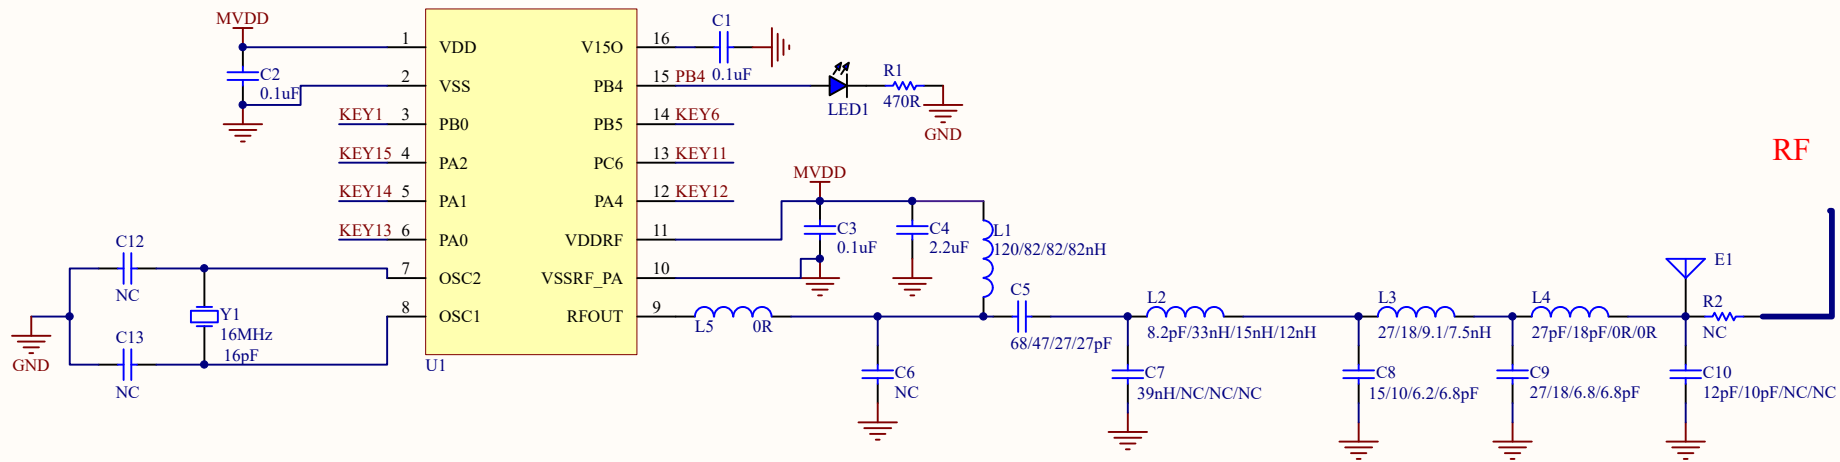 MVDD
C2
0.1uF
1 VDD
2 VSS
KEY1 3 PB0
KEY15 4 PA2
KEY14 5 PA1
KEY13 6 PA0
7 OSC2
8 OSC1
V15O 16
PB4 15 PB4
PB5 14 KEY6
PC6 13 KEY11
PA4 12 KEY12
VDDRF 11
VSSRF_PA 10
RFOUT 9
U1
C1
0.1uF
LED1
R1
470R
GND
C12
NC
Y1
16MHz
16pF
C13
NC
GND
MVDD
C3
0.1uF
C4
2.2uF
L1
120/82/82/82nH
L5 0R
C6
NC
C5
68/47/27/27pF
C7
39nH/NC/NC/NC
L2
8.2pF/33nH/15nH/12nH
C8
15/10/6.2/6.8pF
L3
27/18/9.1/7.5nH
C9
27/18/6.8/6.8pF
L4
27pF/18pF/0R/0R
C10
12pF/10pF/NC/NC
E1
R2
NC
RF